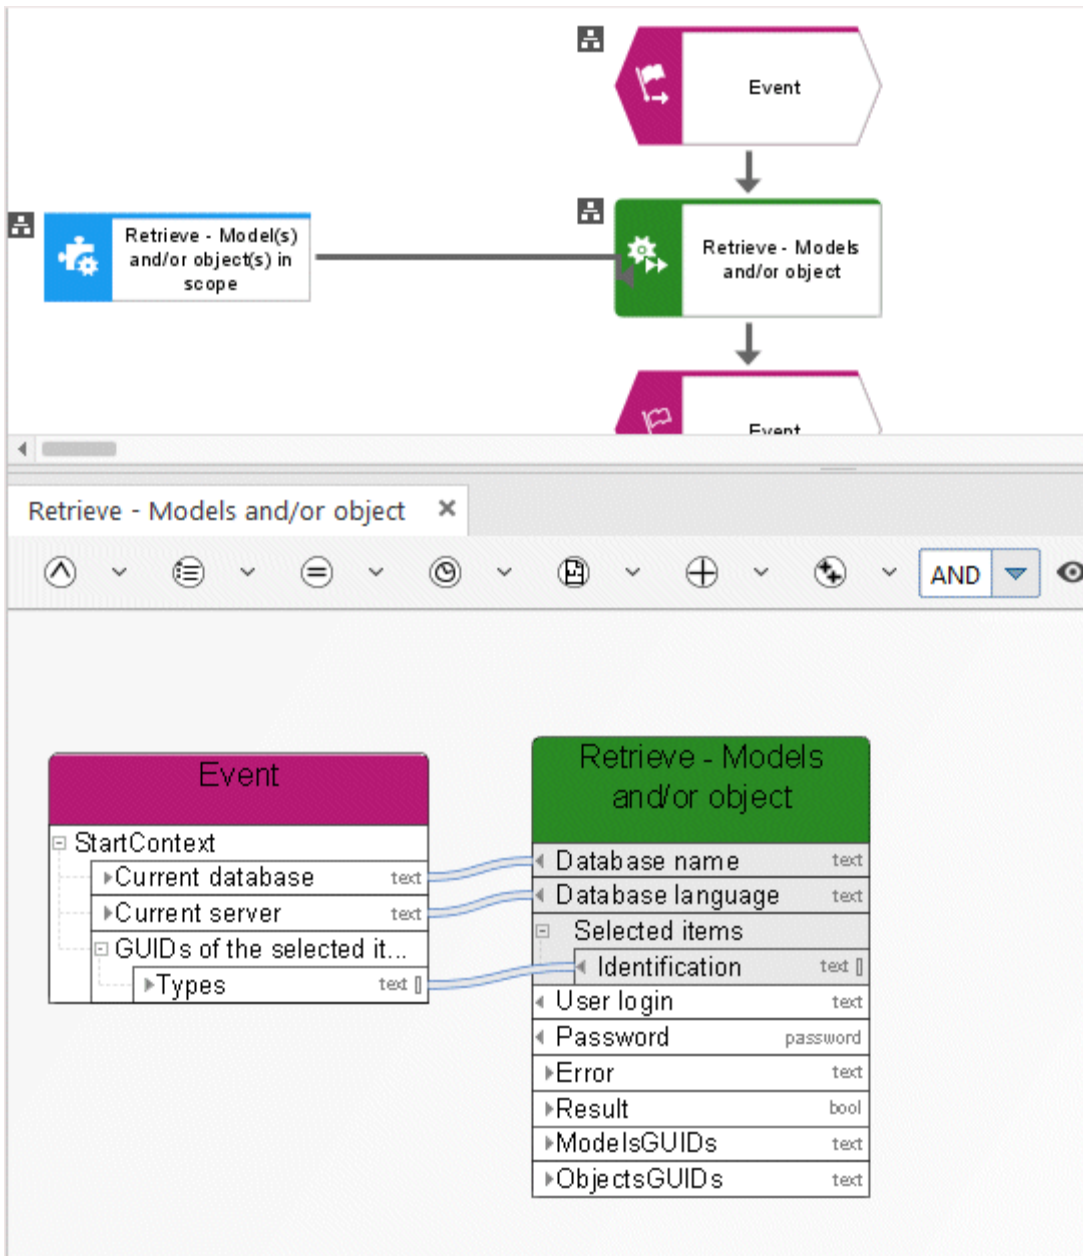 Event
Retrieve - Model(s)
and/or object(s) in
scope
Retrieve - Models
and/or object
Event
Retrieve - Models and/or object
AND
Event
StartContext
Current database text
Current server text
GUIDs of the selected it...
Types text []
Retrieve - Models
and/or object
Database name text
Database language text
Selected items
Identification text []
User login text
Password password
Error text
Result bool
ModelsGUIDs text
ObjectsGUIDs text